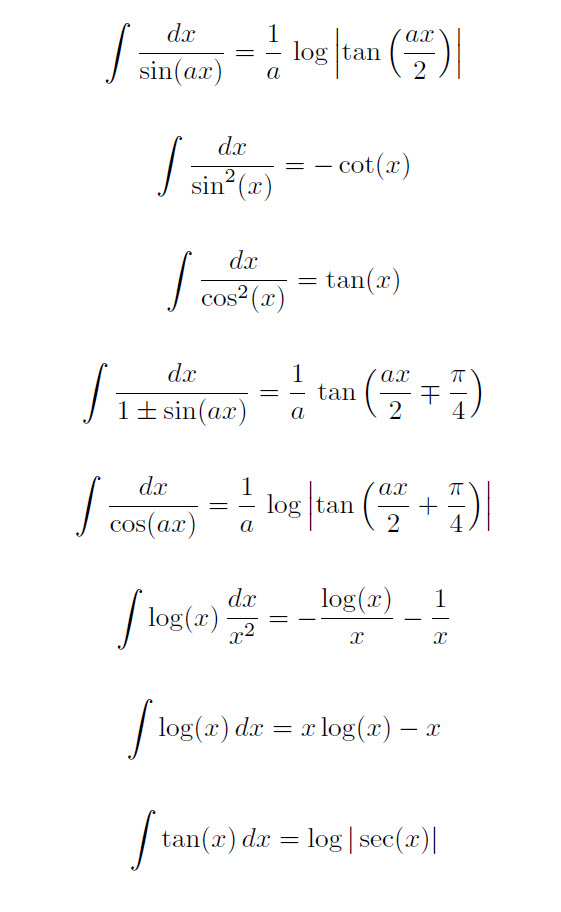 ∫ dx/sin(ax) = 1/a log |tan (ax/2)|
∫ dx/sin²(x) = − cot(x)
∫ dx/cos²(x) = tan(x)
∫ dx/(1 ± sin(ax)) = 1/a tan (ax/2 ∓ π/4)
∫ dx/cos(ax) = 1/a log |tan (ax/2 + π/4)|
∫ log(x) dx/x² = − log(x)/x − 1/x
∫ log(x) dx = x log(x) − x
∫ tan(x) dx = log | sec(x)|